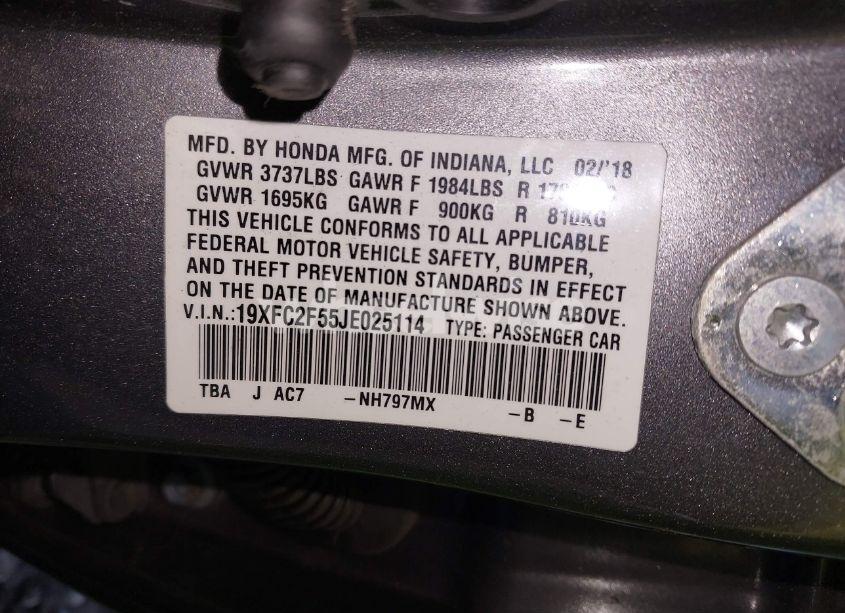 MFD. BY HONDA MFG. OF INDIANA, LLC 02/'18
GVWR 3737LBS GAWR F 1984LBS R
GVWR 1695KG GAWR F 900KG R 810KG
THIS VEHICLE CONFORMS TO ALL APPLICABLE
FEDERAL MOTOR VEHICLE SAFETY, BUMPER,
AND THEFT PREVENTION STANDARDS IN EFFECT
ON THE DATE OF MANUFACTURE SHOWN ABOVE.
V.I.N.:19XFC2F55JE025114 TYPE: PASSENGER CAR
TBA J AC7 -NH797MX -B -E